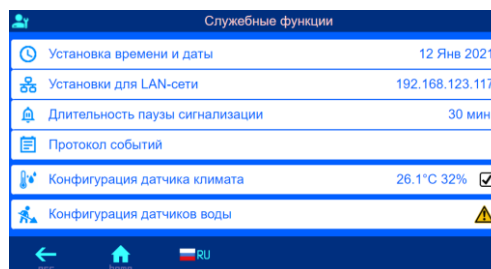 Служебные функции
Установка времени и даты 12 Янв 2021
Установки для LAN-сети 192.168.123.117
Длительность паузы сигнализации 30 мин
Протокол событий
Конфигурация датчика климата 26.1°C 32%
Конфигурация датчиков воды
RU